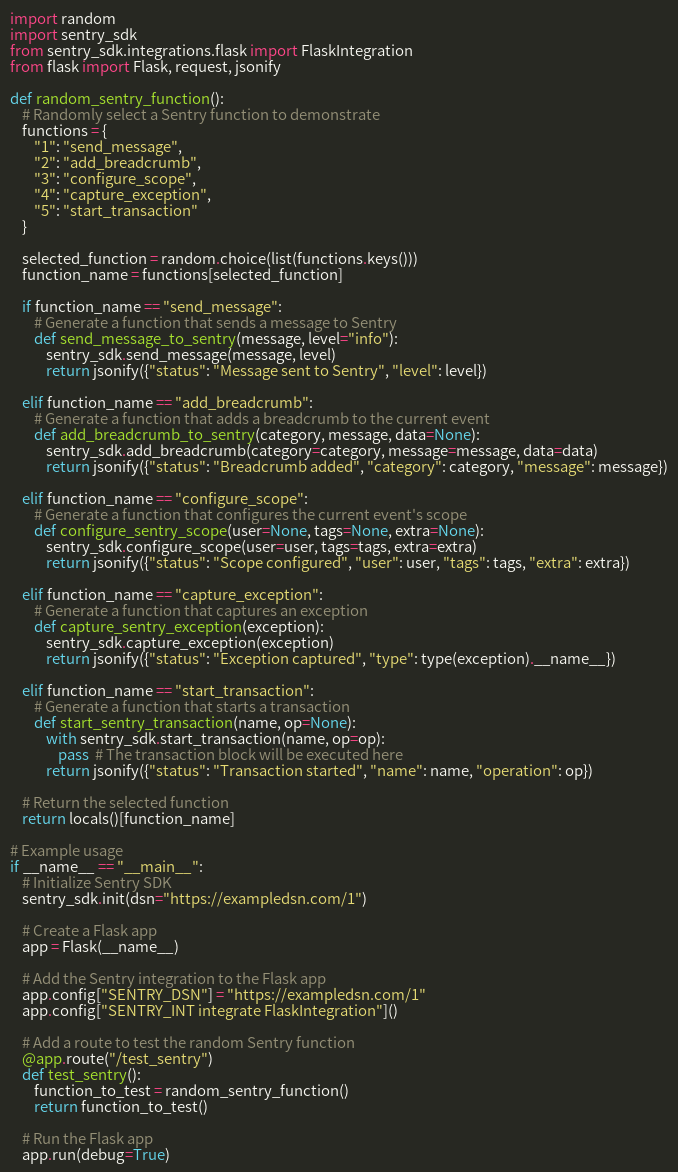 import random
import sentry_sdk
from sentry_sdk.integrations.flask import FlaskIntegration
from flask import Flask, request, jsonify

def random_sentry_function():
    # Randomly select a Sentry function to demonstrate
    functions = {
        "1": "send_message",
        "2": "add_breadcrumb",
        "3": "configure_scope",
        "4": "capture_exception",
        "5": "start_transaction"
    }

    selected_function = random.choice(list(functions.keys()))
    function_name = functions[selected_function]

    if function_name == "send_message":
        # Generate a function that sends a message to Sentry
        def send_message_to_sentry(message, level="info"):
            sentry_sdk.send_message(message, level)
            return jsonify({"status": "Message sent to Sentry", "level": level})

    elif function_name == "add_breadcrumb":
        # Generate a function that adds a breadcrumb to the current event
        def add_breadcrumb_to_sentry(category, message, data=None):
            sentry_sdk.add_breadcrumb(category=category, message=message, data=data)
            return jsonify({"status": "Breadcrumb added", "category": category, "message": message})

    elif function_name == "configure_scope":
        # Generate a function that configures the current event's scope
        def configure_sentry_scope(user=None, tags=None, extra=None):
            sentry_sdk.configure_scope(user=user, tags=tags, extra=extra)
            return jsonify({"status": "Scope configured", "user": user, "tags": tags, "extra": extra})

    elif function_name == "capture_exception":
        # Generate a function that captures an exception
        def capture_sentry_exception(exception):
            sentry_sdk.capture_exception(exception)
            return jsonify({"status": "Exception captured", "type": type(exception).__name__})

    elif function_name == "start_transaction":
        # Generate a function that starts a transaction
        def start_sentry_transaction(name, op=None):
            with sentry_sdk.start_transaction(name, op=op):
                pass  # The transaction block will be executed here
            return jsonify({"status": "Transaction started", "name": name, "operation": op})

    # Return the selected function
    return locals()[function_name]

# Example usage
if __name__ == "__main__":
    # Initialize Sentry SDK
    sentry_sdk.init(dsn="https://exampledsn.com/1")

    # Create a Flask app
    app = Flask(__name__)

    # Add the Sentry integration to the Flask app
    app.config["SENTRY_DSN"] = "https://exampledsn.com/1"
    app.config["SENTRY_INT integrate FlaskIntegration"]()

    # Add a route to test the random Sentry function
    @app.route("/test_sentry")
    def test_sentry():
        function_to_test = random_sentry_function()
        return function_to_test()

    # Run the Flask app
    app.run(debug=True)